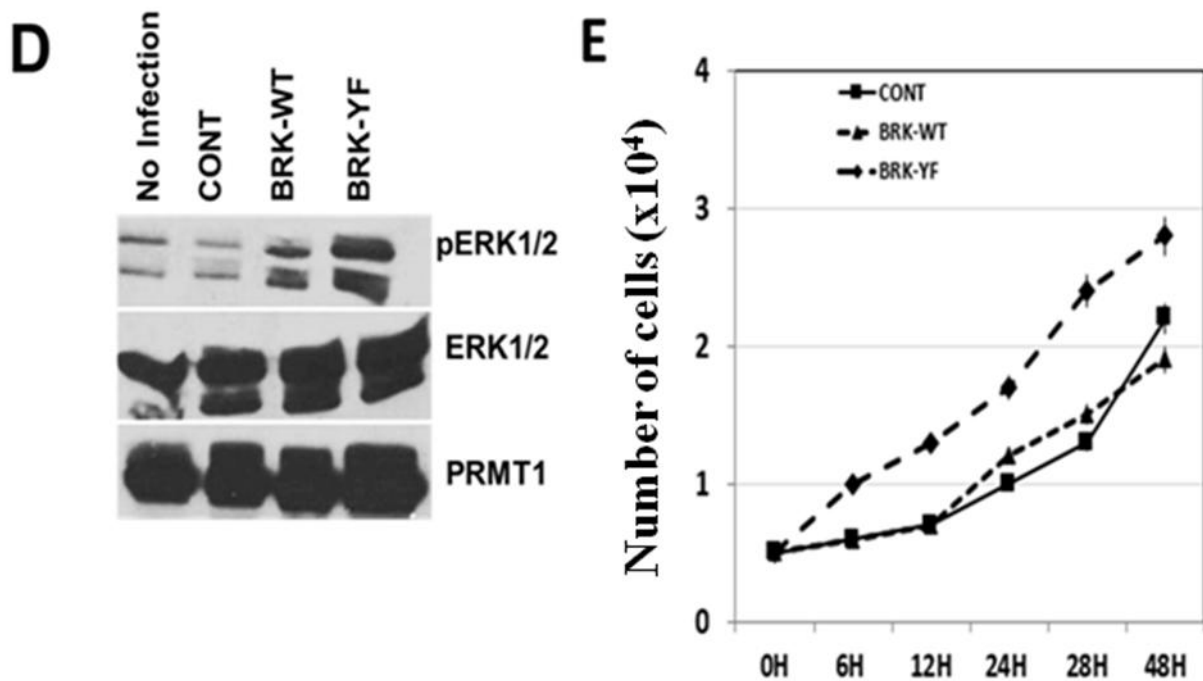 D
No Infection
CONT
BRK-WT
BRK-YF
pERK1/2
ERK1/2
PRMT1
E
Number of cells (x10⁴)
4
3
2
1
0
CONT
BRK-WT
BRK-YF
0H 6H 12H 24H 28H 48H